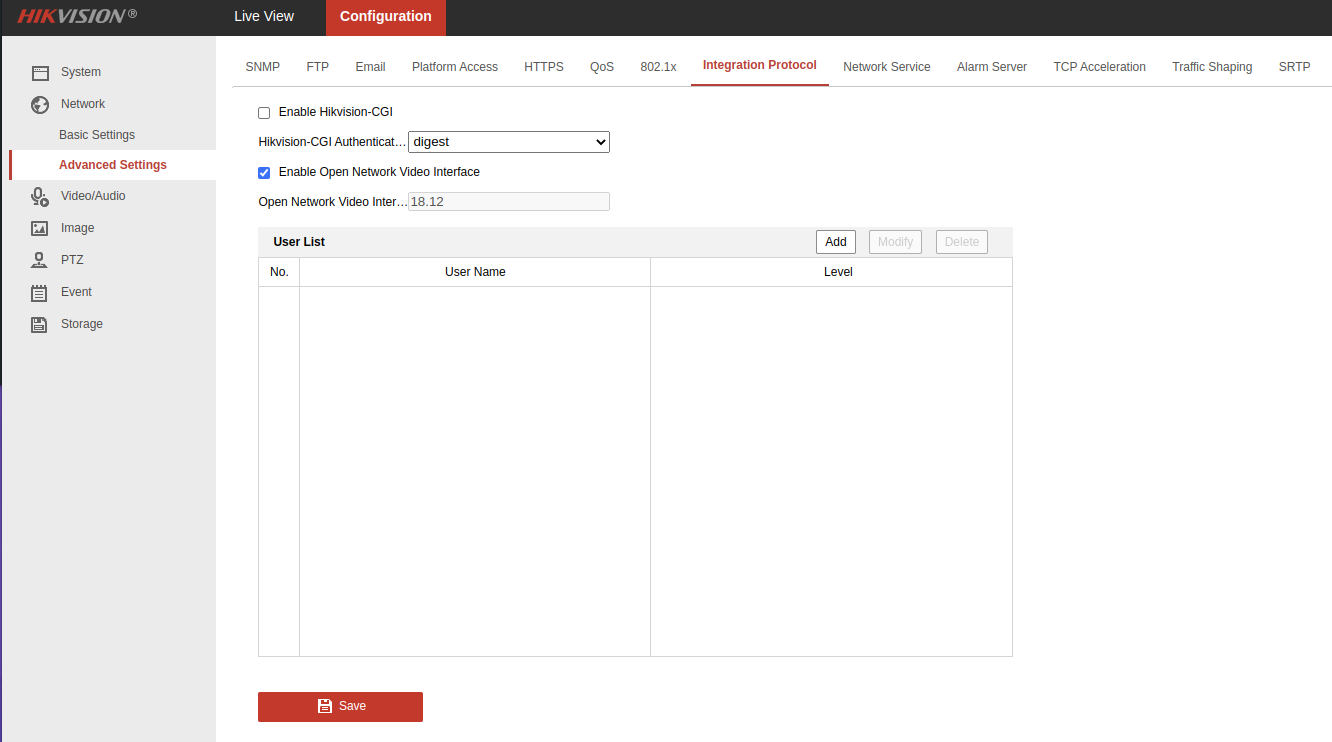 HIKVISION® Live View Configuration
System
Network
Basic Settings
Advanced Settings
Video/Audio
Image
PTZ
Event
Storage
SNMP FTP Email Platform Access HTTPS QoS 802.1x Integration Protocol Network Service Alarm Server TCP Acceleration Traffic Shaping SRTP
Enable Hikvision-CGI
Hikvision-CGI Authenticat... digest
Enable Open Network Video Interface
Open Network Video Inter... 18.12
User List Add Modify Delete
No. User Name Level
Save